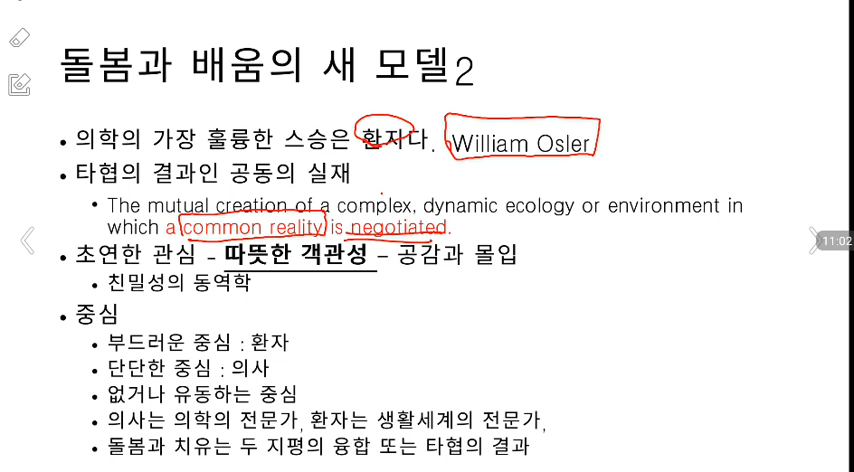 돌봄과 배움의 새 모델2
• 의학의 가장 훌륭한 스승은 환자다. William Osler
• 타협의 결과인 공동의 실재
• The mutual creation of a complex, dynamic ecology or environment in
which a common reality is negotiated.
• 초연한 관심 – 따뜻한 객관성 – 공감과 몰입
• 친밀성의 동역학
• 중심
• 부드러운 중심 : 환자
• 단단한 중심 : 의사
• 없거나 유동하는 중심
• 의사는 의학의 전문가, 환자는 생활세계의 전문가,
• 돌봄과 치유는 두 지평의 융합 또는 타협의 결과
11:02